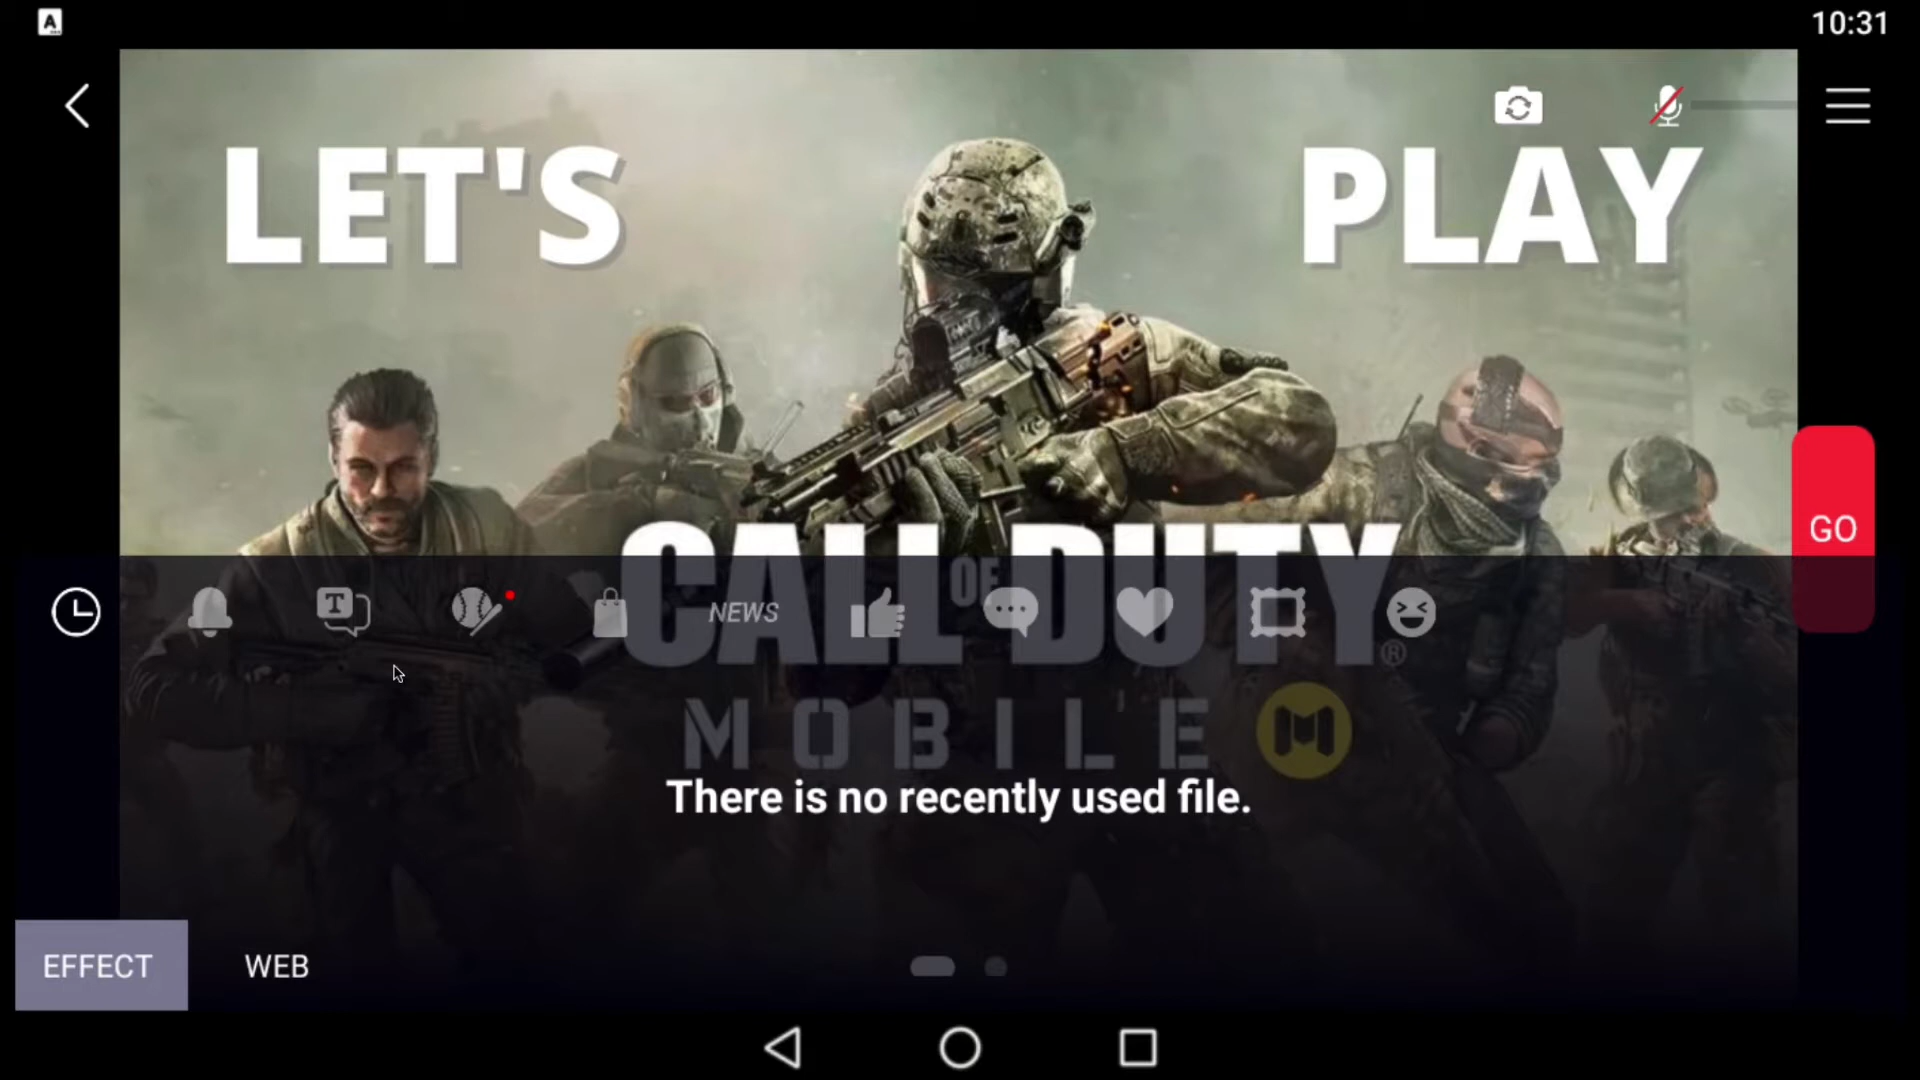 A
10:31
LET'S PLAY
GO
CALL OF DUTY®
T
NEWS
MOBILE
There is no recently used file.
EFFECT
WEB